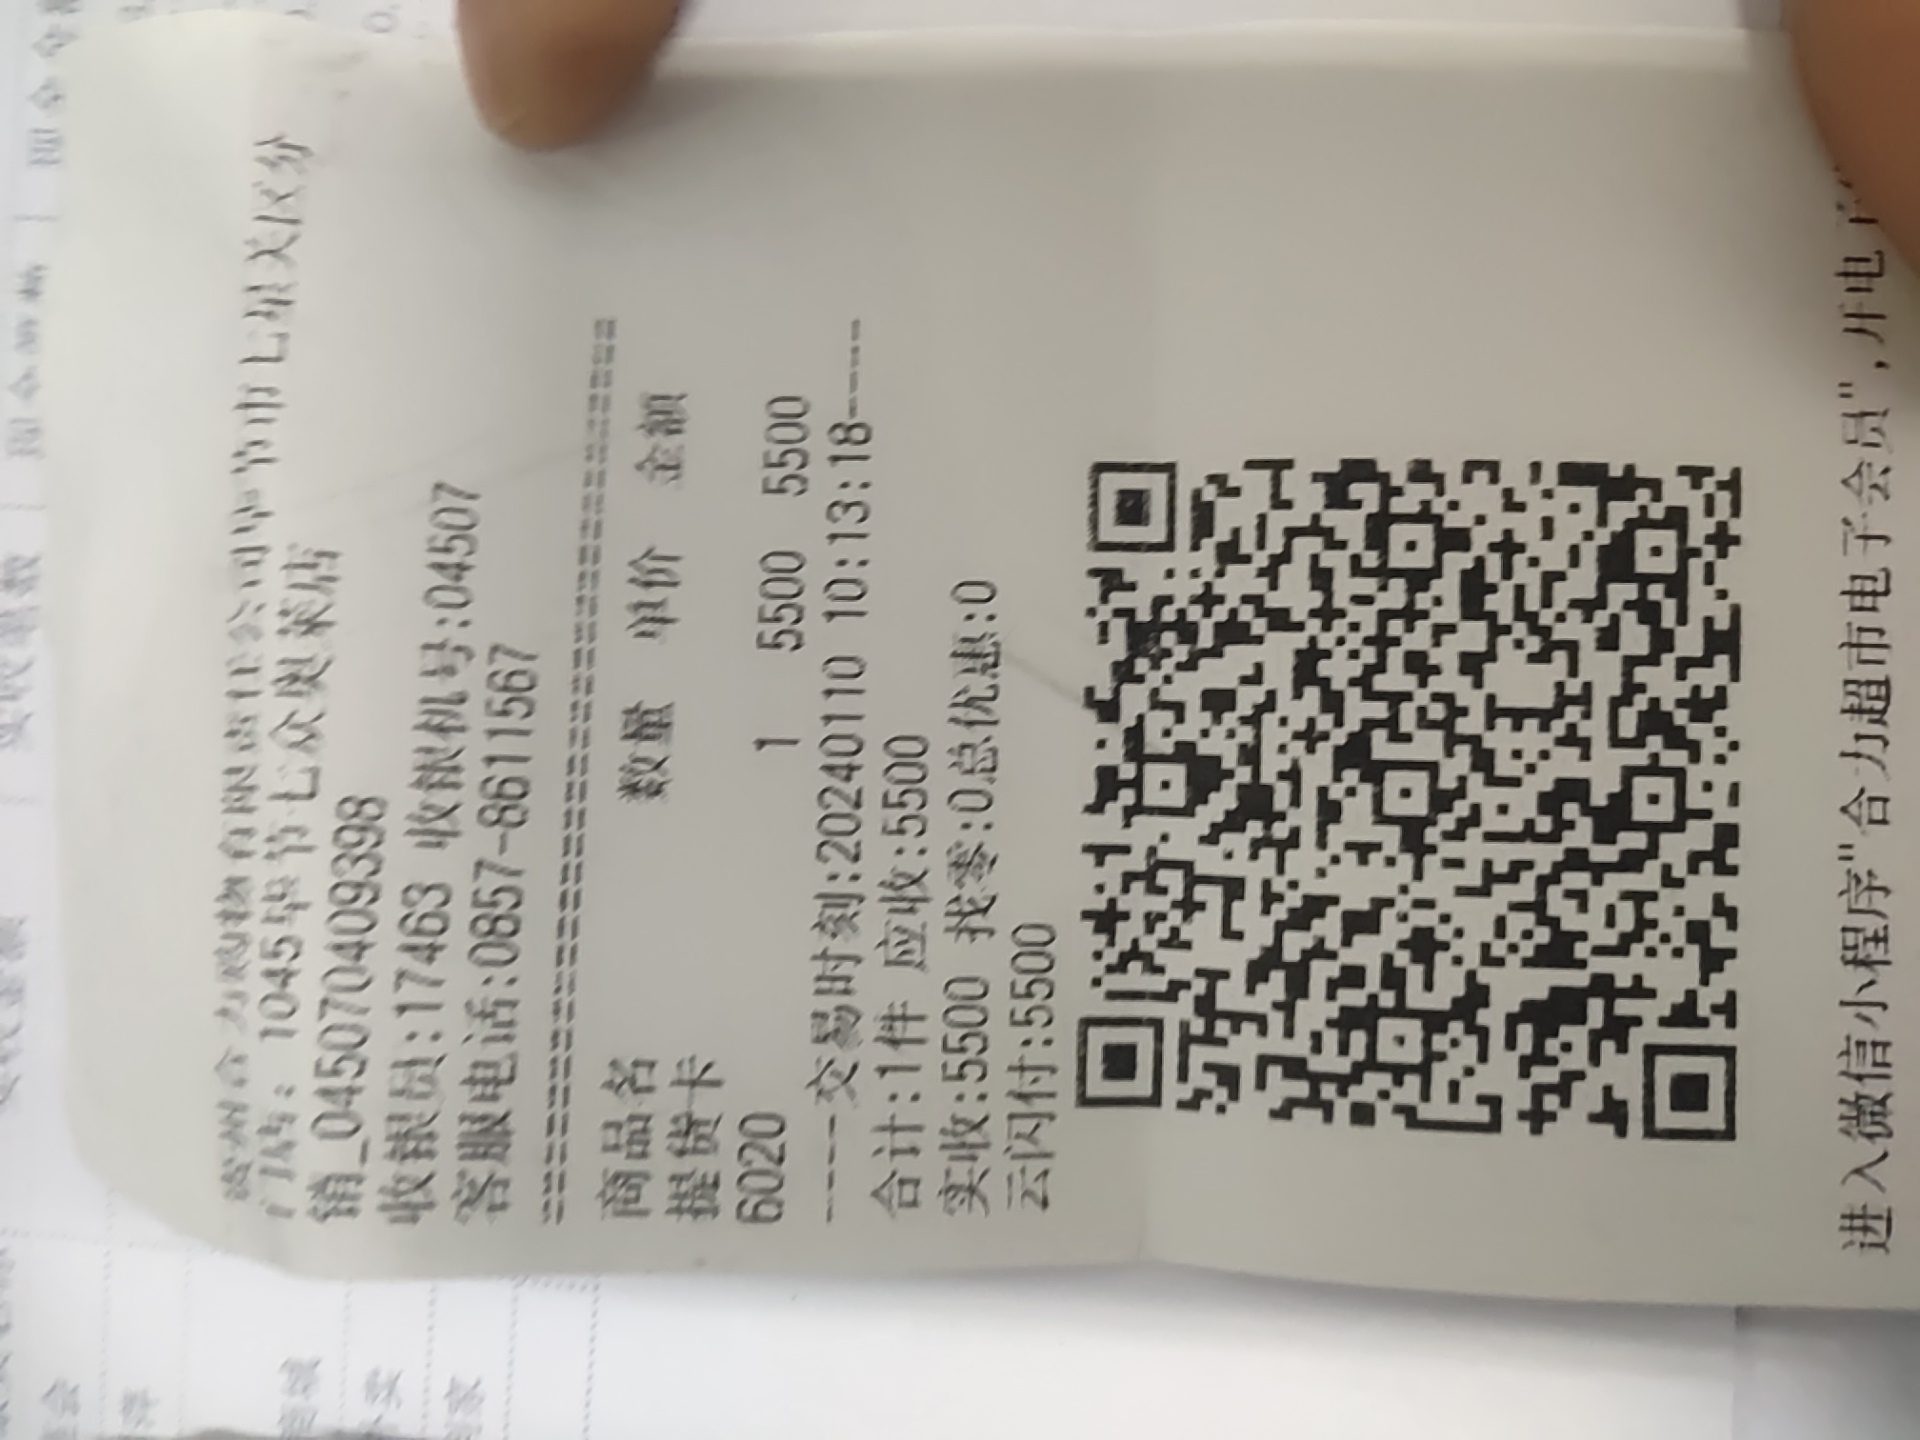 贵州合力购物有限责任公司毕节市七星关区分
门店: 1045毕节七众奥莱店
销_045070409398
收银员:17463 收银机号:04507
客服电话:0857-8611567
商品名 数量 单价 金额
提货卡
6020 1 5500 5500
----交易时刻:20240110 10:13:18----
合计:1件 应收:5500
实收:5500 找零:0总优惠:0
云闪付:5500
进入微信小程序"合力超市电子会员",开电子